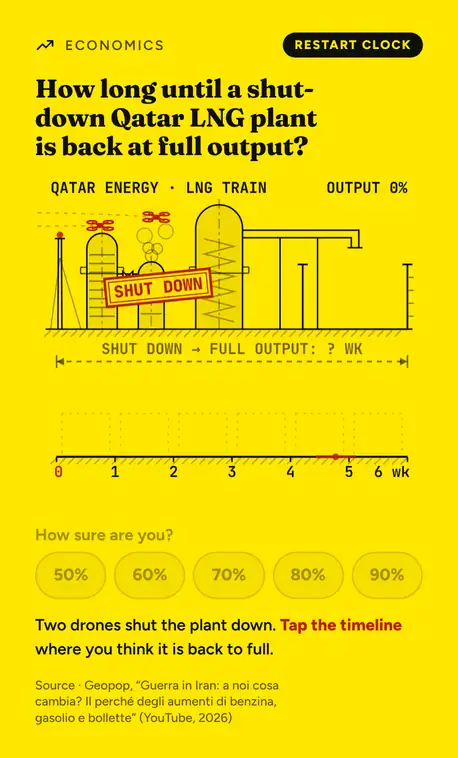 ECONOMICS
RESTART CLOCK
How long until a shut-
down Qatar LNG plant
is back at full output?
QATAR ENERGY · LNG TRAIN
OUTPUT 0%
SHUT DOWN
SHUT DOWN → FULL OUTPUT: ? WK
0 1 2 3 4 5 6 wk
How sure are you?
50% 60% 70% 80% 90%
Two drones shut the plant down. Tap the timeline
where you think it is back to full.
Source · Geopop, “Guerra in Iran: a noi cosa
cambia? Il perché degli aumenti di benzina,
gasolio e bollette” (YouTube, 2026)